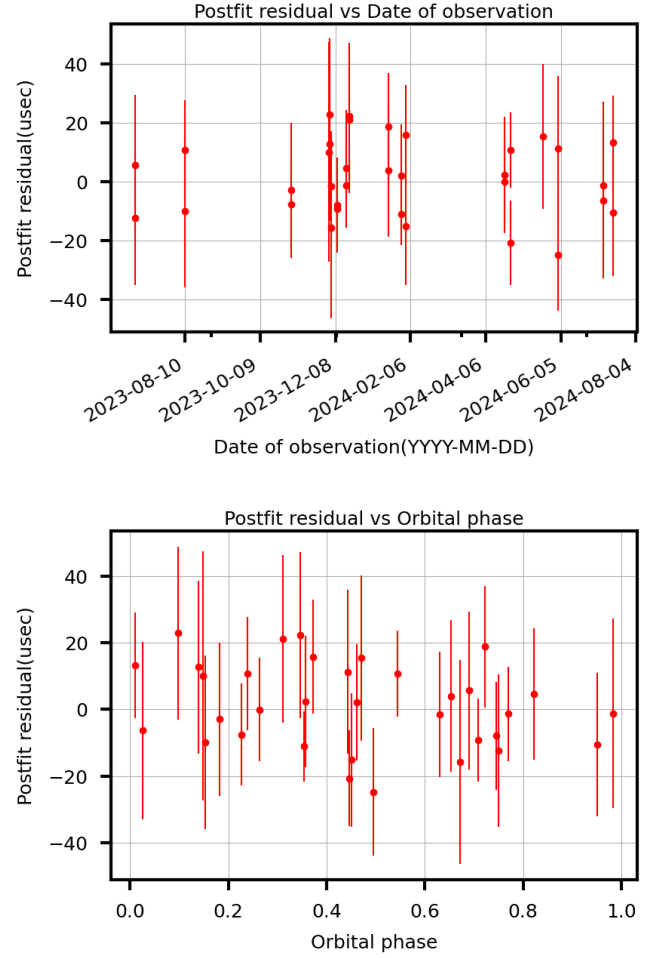 Postfit residual vs Date of observation
Postfit residual(usec)
40
20
0
−20
−40
2023-08-10
2023-10-09
2023-12-08
2024-02-06
2024-04-06
2024-06-05
2024-08-04
Date of observation(YYYY-MM-DD)
Postfit residual vs Orbital phase
Postfit residual(usec)
40
20
0
−20
−40
0.0 0.2 0.4 0.6 0.8 1.0
Orbital phase